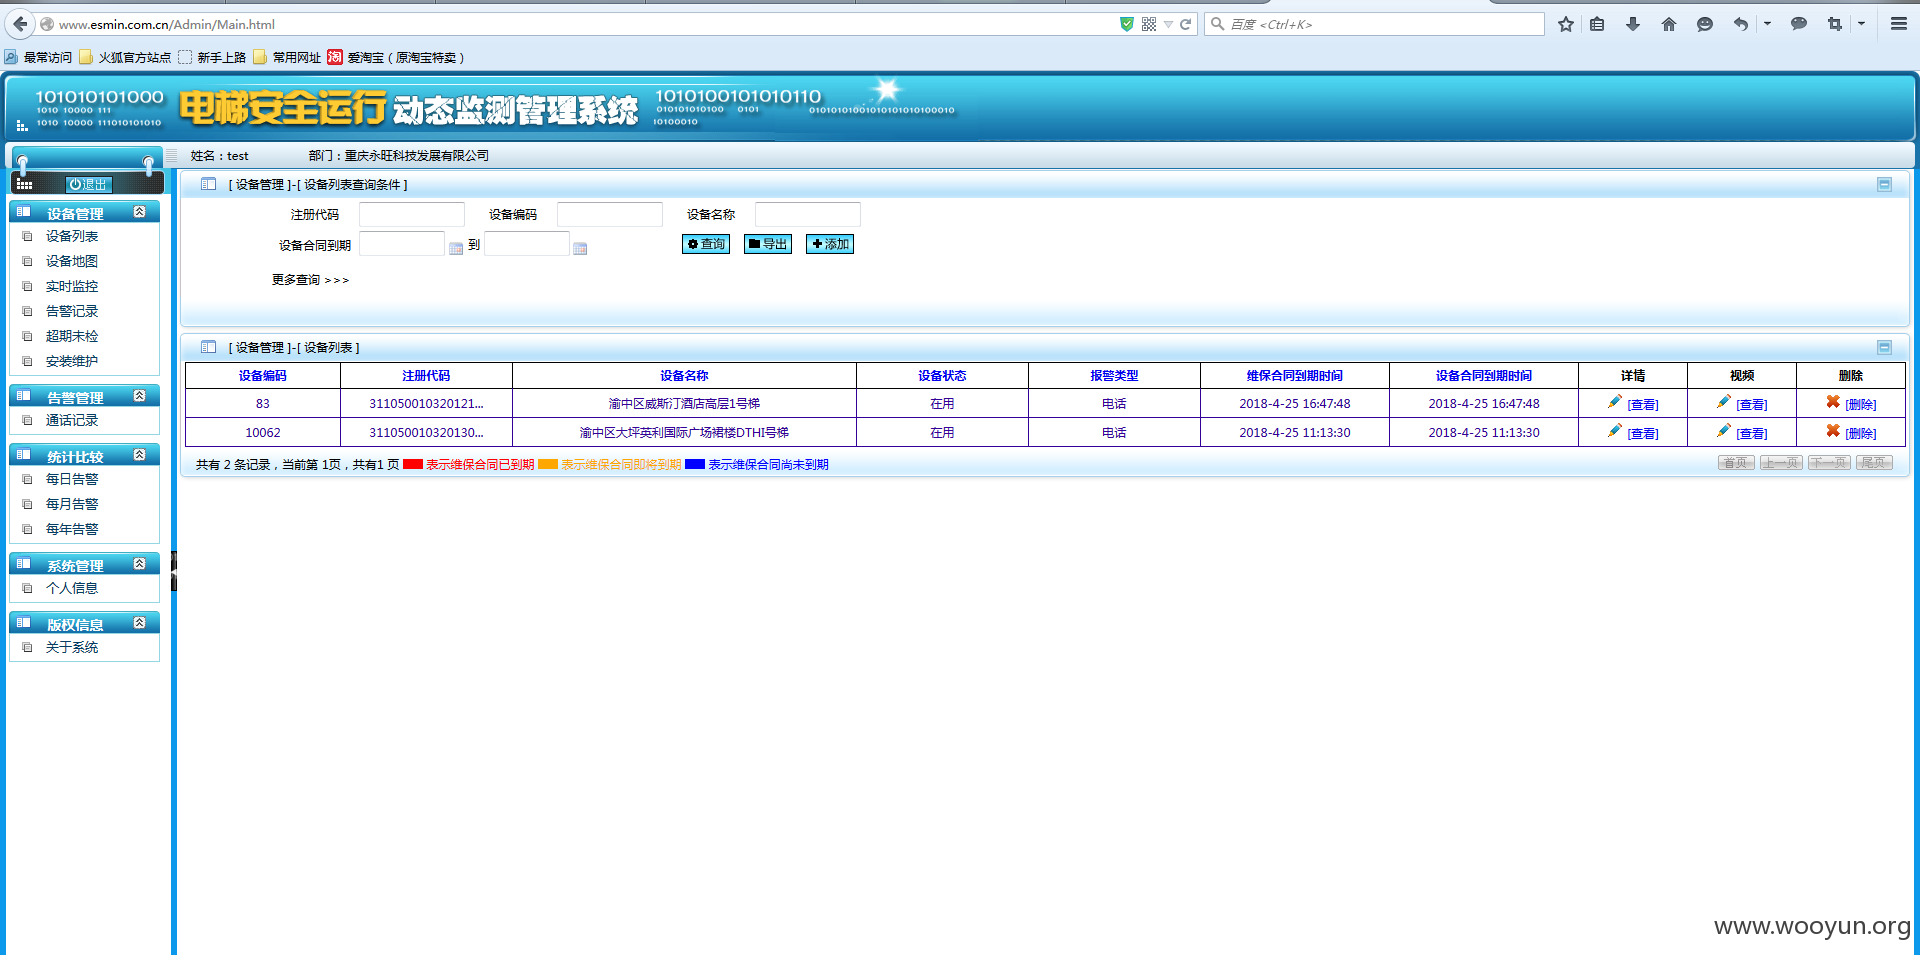 www.esmin.com.cn/Admin/Main.html
百度 <Ctrl+K>
最常访问 火狐官方站点 新手上路 常用网址 淘 爱淘宝（原淘宝特卖）
101010101000
1010 10000 111
1010 10000 111010101010
电梯安全运行 动态监测管理系统
1010100101010110
010101010100 0101
10100010
姓名：test 部门：重庆永旺科技发展有限公司
退出
设备管理
设备列表
设备地图
实时监控
告警记录
超期未检
安装维护
告警管理
通话记录
统计比较
每日告警
每月告警
每年告警
系统管理
个人信息
版权信息
关于系统
[ 设备管理 ]-[ 设备列表查询条件 ]
注册代码 设备编码 设备名称
设备合同到期 到 查询 导出 添加
更多查询 >>>
[ 设备管理 ]-[ 设备列表 ]
设备编码 注册代码 设备名称 设备状态 报警类型 维保合同到期时间 设备合同到期时间 详情 视频 删除
83 311050010320121... 渝中区威斯汀酒店高层1号梯 在用 电话 2018-4-25 16:47:48 2018-4-25 16:47:48 [查看] [查看] [删除]
10062 311050010320130... 渝中区大坪英利国际广场裙楼DTHI号梯 在用 电话 2018-4-25 11:13:30 2018-4-25 11:13:30 [查看] [查看] [删除]
共有 2 条记录，当前第 1页，共有1 页 表示维保合同已到期 表示维保合同即将到期 表示维保合同尚未到期
首页 上一页 下一页 尾页
www.wooyun.org